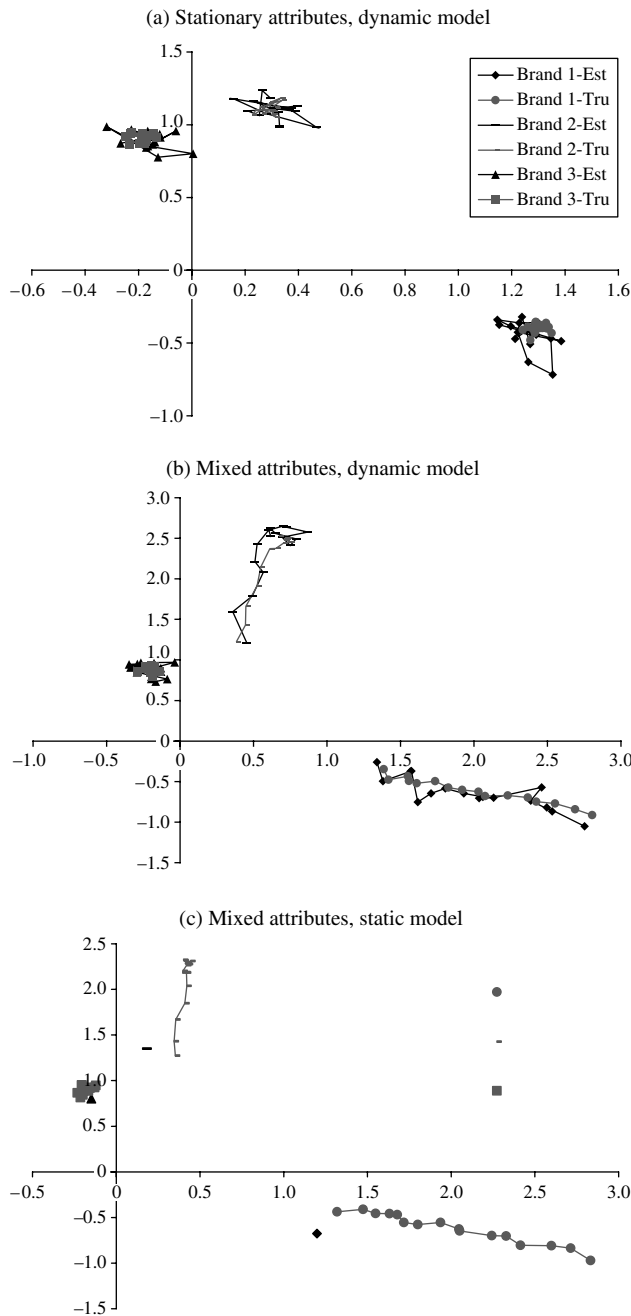 (a) Stationary attributes, dynamic model
1.5
1.0
0.5
0
−0.5
−1.0
−0.6 −0.4 −0.2 0 0.2 0.4 0.6 0.8 1.0 1.2 1.4 1.6
Brand 1-Est
Brand 1-Tru
Brand 2-Est
Brand 2-Tru
Brand 3-Est
Brand 3-Tru
(b) Mixed attributes, dynamic model
3.0
2.5
2.0
1.5
1.0
0.5
0
−0.5
−1.0
−1.5
−1.0 −0.5 0 0.5 1.0 1.5 2.0 2.5 3.0
(c) Mixed attributes, static model
2.5
2.0
1.5
1.0
0.5
0
−0.5
−1.0
−1.5
−0.5 0 0.5 1.0 1.5 2.0 2.5 3.0